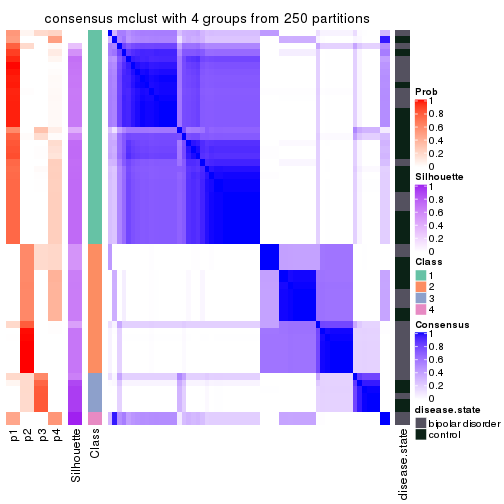 consensus mclust with 4 groups from 250 partitions
Prob
1
0.8
0.6
0.4
0.2
0
Silhouette
1
0.8
0.6
0.4
0.2
0
Class
1
2
3
4
Consensus
1
0.8
0.6
0.4
0.2
0
disease.state
bipolar disorder
control
p1
p2
p3
p4
Silhouette
Class
disease.state